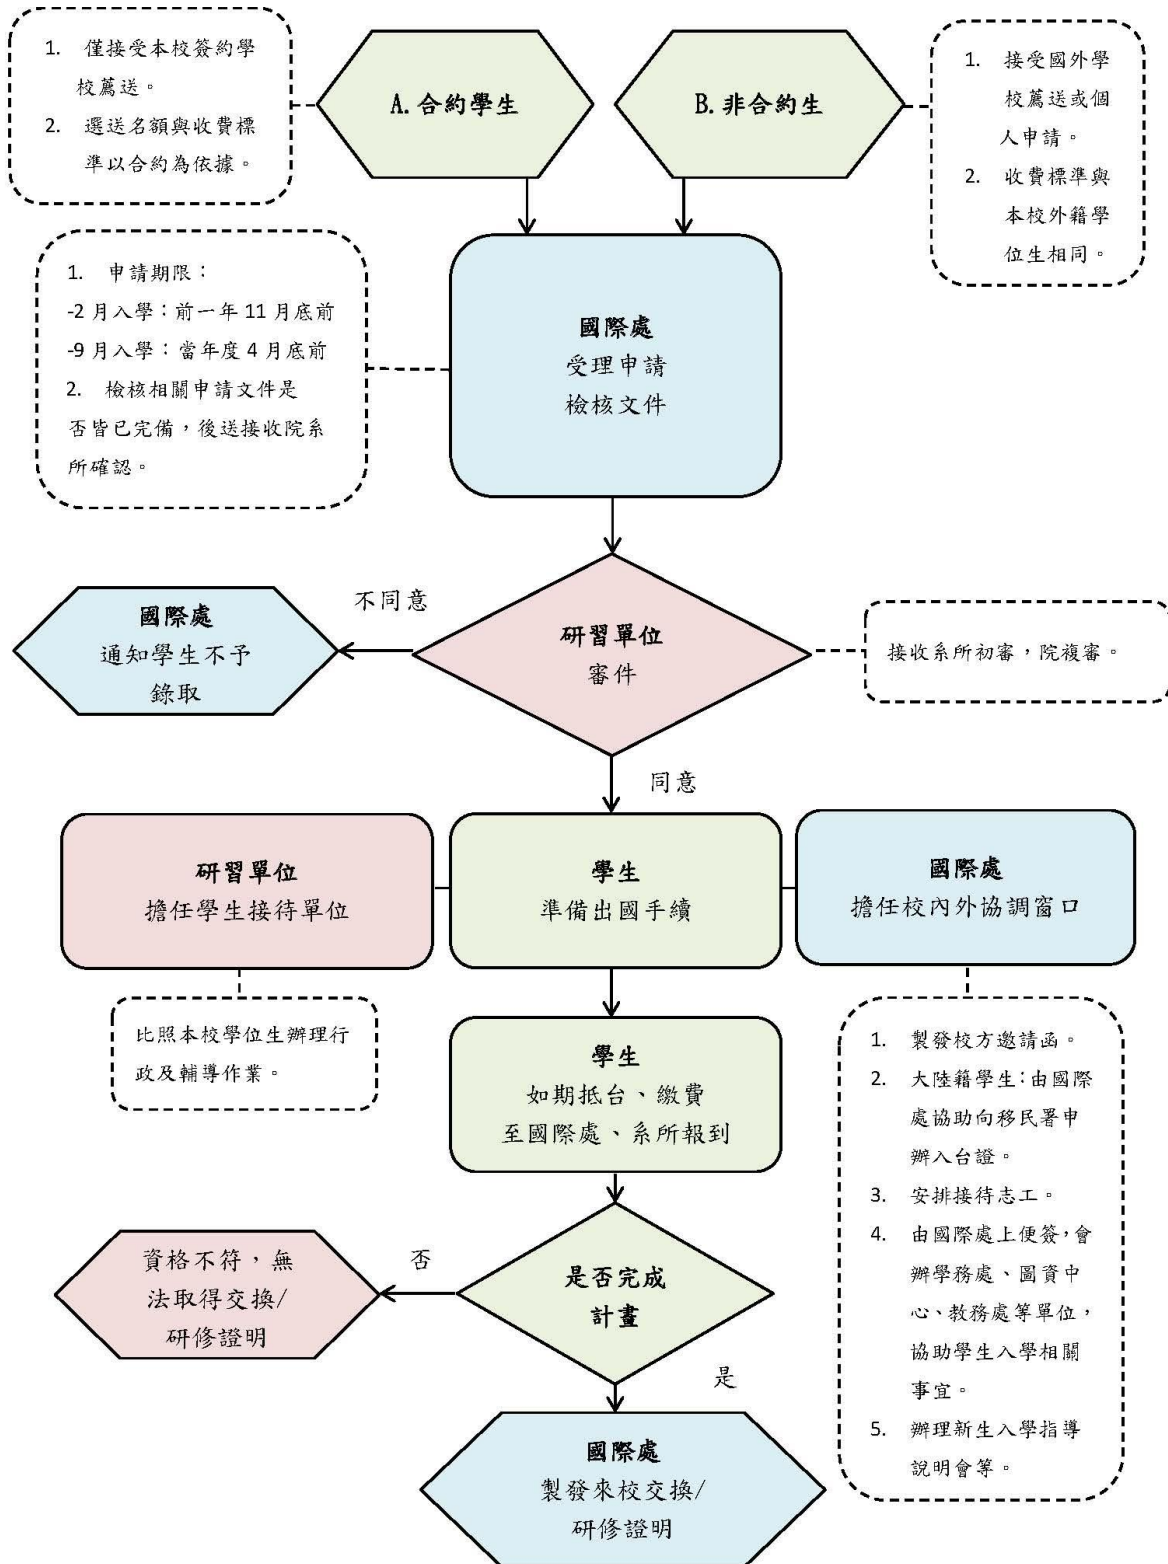 1. 僅接受本校簽約學
校薦送。
2. 選送名額與收費標
準以合約為依據。
A. 合約學生
B. 非合約生
1. 接受國外學
校薦送或個
人申請。
2. 收費標準與
本校外籍學
位生相同。
1. 申請期限：
-2 月入學：前一年 11 月底前
-9 月入學：當年度 4 月底前
2. 檢核相關申請文件是
否皆已完備，後送接收院系
所確認。
國際處
受理申請
檢核文件
不同意
國際處
通知學生不予
錄取
研習單位
審件
接收系所初審，院複審。
同意
研習單位
擔任學生接待單位
學生
準備出國手續
國際處
擔任校內外協調窗口
比照本校學位生辦理行
政及輔導作業。
學生
如期抵台、繳費
至國際處、系所報到
1. 製發校方邀請函。
2. 大陸籍學生：由國際
處協助向移民署申
辦入台證。
3. 安排接待志工。
4. 由國際處上便簽，會
辦學務處、圖資中
心、教務處等單位，
協助學生入學相關
事宜。
5. 辦理新生入學指導
說明會等。
資格不符，無
法取得交換/
研修證明
否
是否完成
計畫
是
國際處
製發來校交換/
研修證明